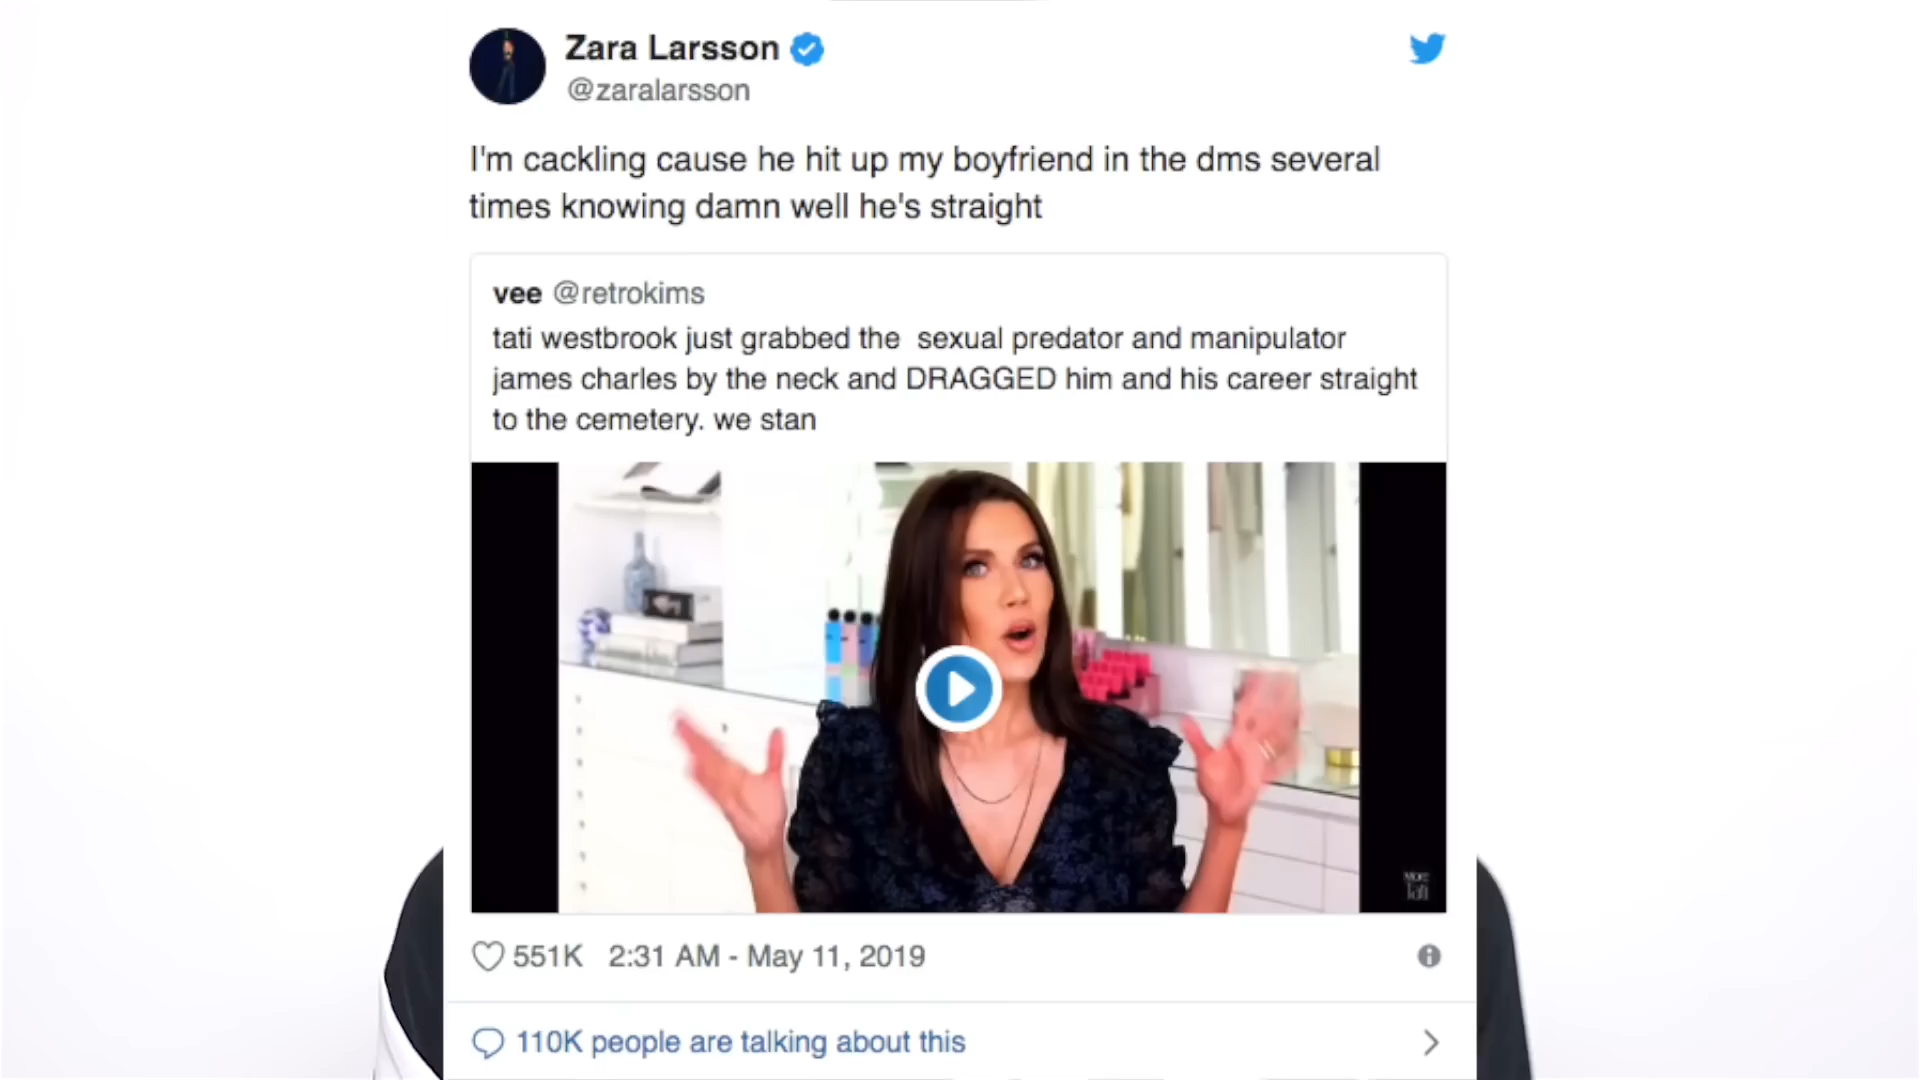 Zara Larsson
@zaralarsson
I'm cackling cause he hit up my boyfriend in the dms several
times knowing damn well he's straight
vee @retrokims
tati westbrook just grabbed the  sexual predator and manipulator
james charles by the neck and DRAGGED him and his career straight
to the cemetery. we stan
551K 2:31 AM - May 11, 2019
110K people are talking about this